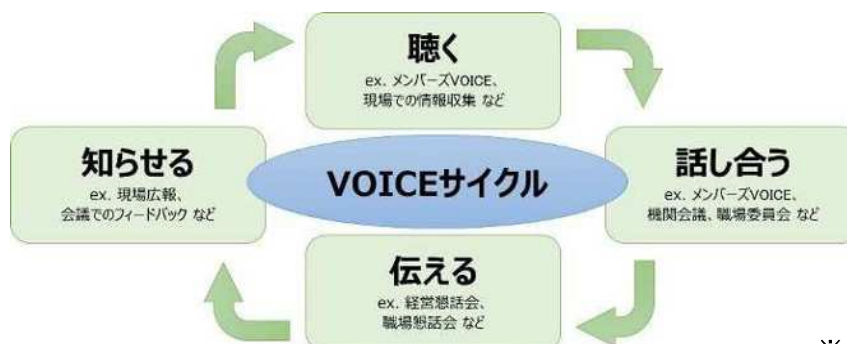 聴く
ex. メンバーズVOICE、
現場での情報収集 など
知らせる
ex. 現場広報、
会議でのフィードバック など
VOICEサイクル
話し合う
ex. メンバーズVOICE、
機関会議、職場委員会 など
伝える
ex. 経営懇話会、
職場懇話会 など
※